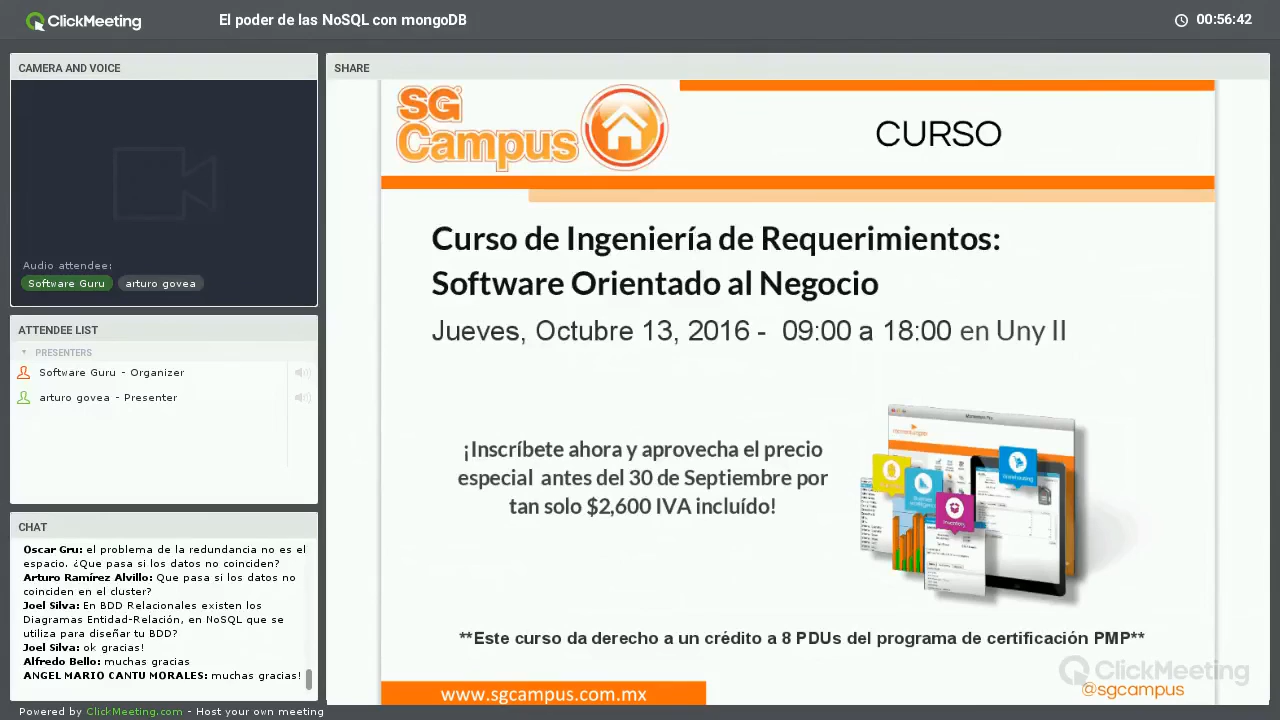 ClickMeeting
El poder de las NoSQL con mongoDB
00:56:42
CAMERA AND VOICE
Audio attendee:
Software Guru
arturo govea
ATTENDEE LIST
PRESENTERS
Software Guru - Organizer
arturo govea - Presenter
CHAT
Oscar Gru: el problema de la redundania no es el
espacio. ¿Que pasa si los datos no coiniden?
Arturo Ramírez Alvillo: Que pasa si los datos no
coinciden en el cluster?
Joel Silva: En BDD Relacionales existen los
Diagramas Entidad-Relación, en NoSQL que se
utiliza para diseñar tu BDD?
Joel Silva: ok gracias!
Alfredo Bello: muchas gracias
ANGEL MARIO CANTU MORALES: muchas gracias!
Powered by ClickMeeting.com - Host your own meeting
SHARE
SG
Campus
CURSO
Curso de Ingeniería de Requerimientos:
Software Orientado al Negocio
Jueves, Octubre 13, 2016 - 09:00 a 18:00 en Uny II
¡Inscríbete ahora y aprovecha el precio
especial antes del 30 de Septiembre por
tan solo $2,600 IVA incluído!
**Este curso da derecho a un crédito a 8 PDUs del programa de certificación PMP**
www.sgcampus.com.mx
ClickMeeting
@sgcampus